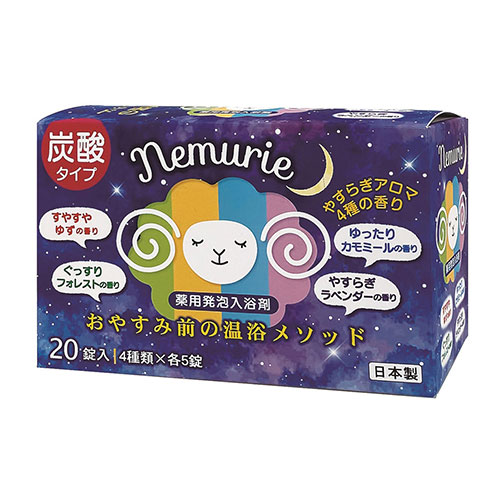 炭酸
タイプ
nemurie
やすらぎアロマ
4種の香り
すやすや
ゆずの香り
ゆったり
カモミールの香り
ぐっすり
フォレストの香り
やすらぎ
ラベンダーの香り
薬用発泡入浴剤
おやすみ前の温浴メソッド
20錠入 4種類×各5錠
日本製